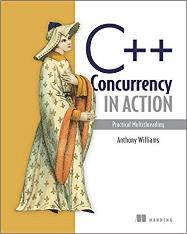 C++
Concurrency
IN ACTION
Practical Multithreading
Anthony Williams
MANNING